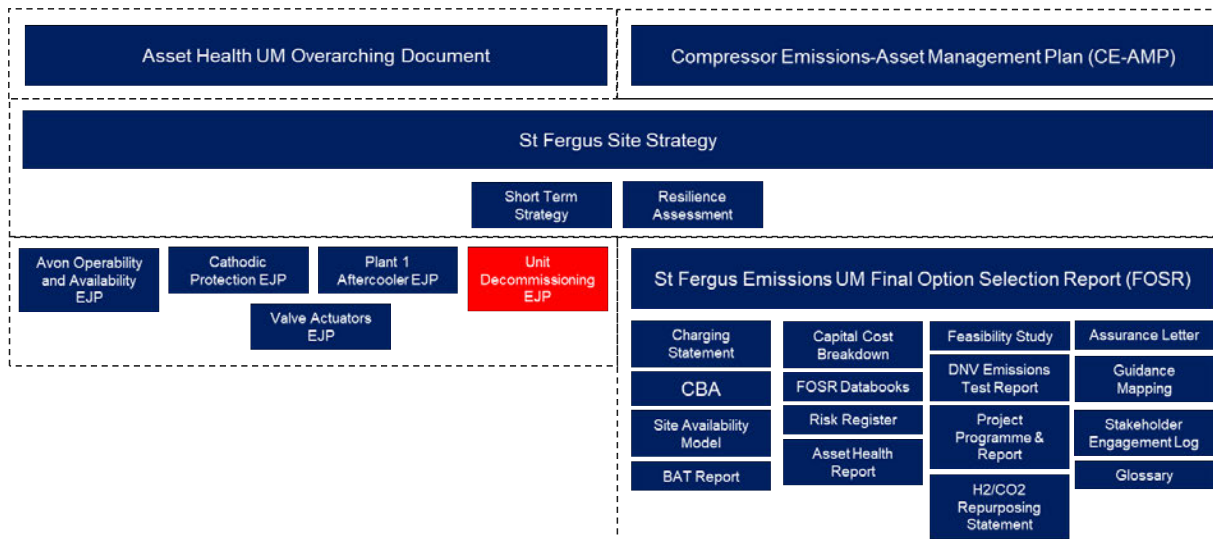 Asset Health UM Overarching Document
Compressor Emissions-Asset Management Plan (CE-AMP)
St Fergus Site Strategy
Short Term
Strategy
Resilience
Assessment
Avon Operability
and Availability
EJP
Cathodic
Protection EJP
Plant 1
Aftercooler EJP
Unit
Decommissioning
EJP
Valve Actuators
EJP
St Fergus Emissions UM Final Option Selection Report (FOSR)
Charging
Statement
CBA
Site Availability
Model
BAT Report
Capital Cost
Breakdown
FOSR Databooks
Risk Register
Asset Health
Report
Feasibility Study
DNV Emissions
Test Report
Project
Programme &
Report
H2/CO2
Repurposing
Statement
Assurance Letter
Guidance
Mapping
Stakeholder
Engagement Log
Glossary